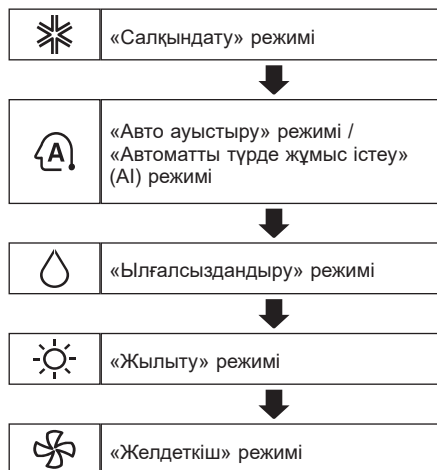 «Салқындату» режимі
A
«Авто ауыстыру» режимі /
«Автоматты түрде жұмыс істеу»
(AI) режимі
«Ылғалсыздандыру» режимі
«Жылыту» режимі
«Желдеткіш» режимі